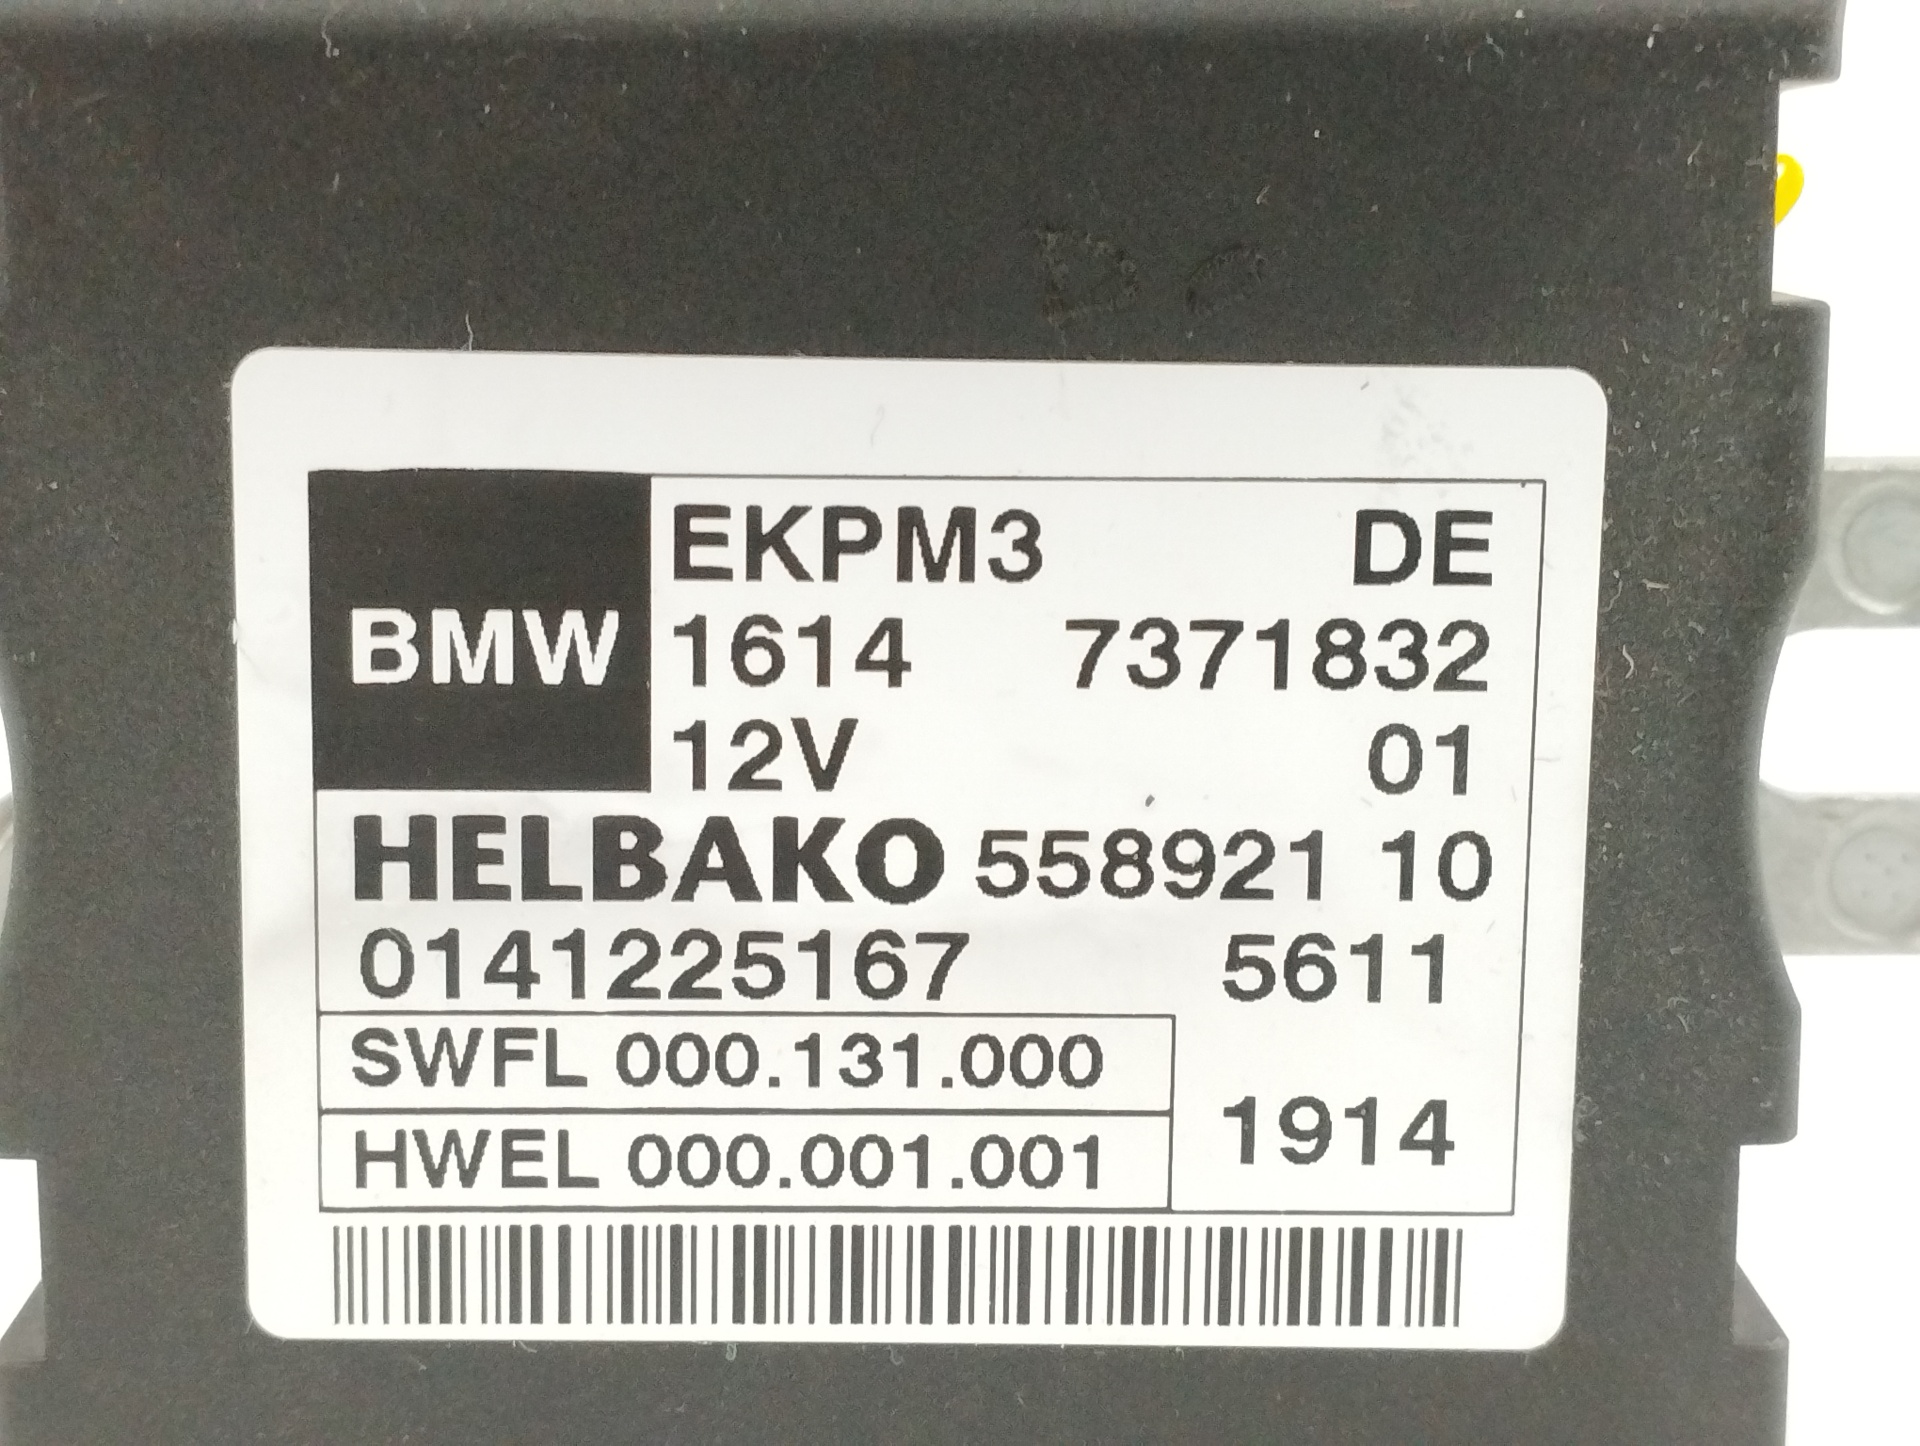 EKPM3 DE
BMW 1614 7371832
12V 01
HELBAKO 558921 10
0141225167 5611
SWFL 000.131.000
HWEL 000.001.001 1914